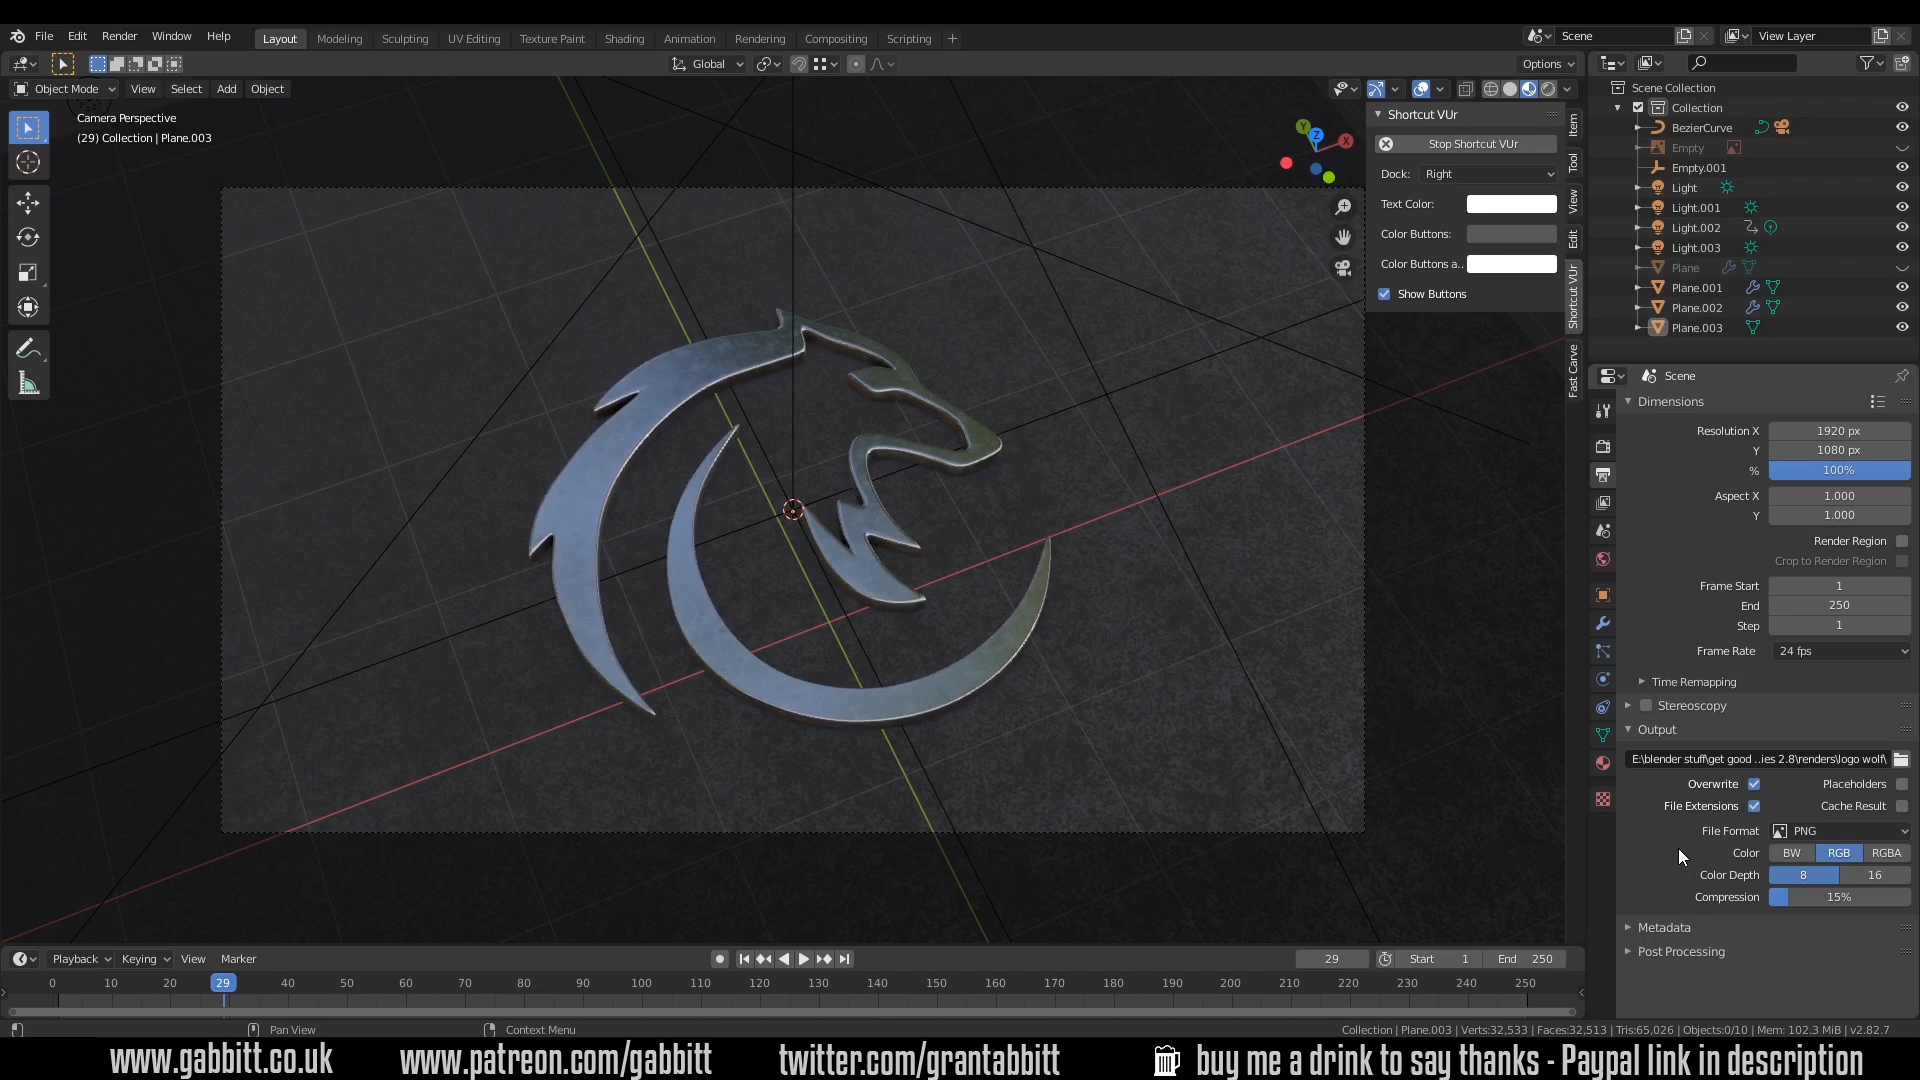 File Edit Render Window Help Layout Modeling Sculpting UV Editing Texture Paint Shading Animation Rendering Compositing Scripting + Scene View Layer
Global Options
Object Mode View Select Add Object
Camera Perspective
(29) Collection | Plane.003
Y Z X
Shortcut VUr
Stop Shortcut VUr
Dock: Right
Text Color:
Color Buttons:
Color Buttons a..
Show Buttons
Item
Tool
View
Edit
Shortcut VUr
Fast Carve
Scene Collection
Collection
BezierCurve
Empty
Empty.001
Light
Light.001
Light.002
Light.003
Plane
Plane.001
Plane.002
Plane.003
Scene
Dimensions
Resolution X 1920 px
Y 1080 px
% 100%
Aspect X 1.000
Y 1.000
Render Region
Crop to Render Region
Frame Start 1
End 250
Step 1
Frame Rate 24 fps
Time Remapping
Stereoscopy
Output
E:\blender stuff\get good ..ies 2.8\renders\logo wolf\
Overwrite Placeholders
File Extensions Cache Result
File Format PNG
Color BW RGB RGBA
Color Depth 8 16
Compression 15%
Metadata
Post Processing
Playback Keying View Marker 29 Start 1 End 250
0 10 20 29 40 50 60 70 80 90 100 110 120 130 140 150 160 170 180 190 200 210 220 230 240 250
Pan View Context Menu Collection | Plane.003 | Verts:32,533 | Faces:32,513 | Tris:65,026 | Objects:0/10 | Mem: 102.3 MiB | v2.82.7
www.gabbitt.co.uk www.patreon.com/gabbitt twitter.com/grantabbitt buy me a drink to say thanks - Paypal link in description